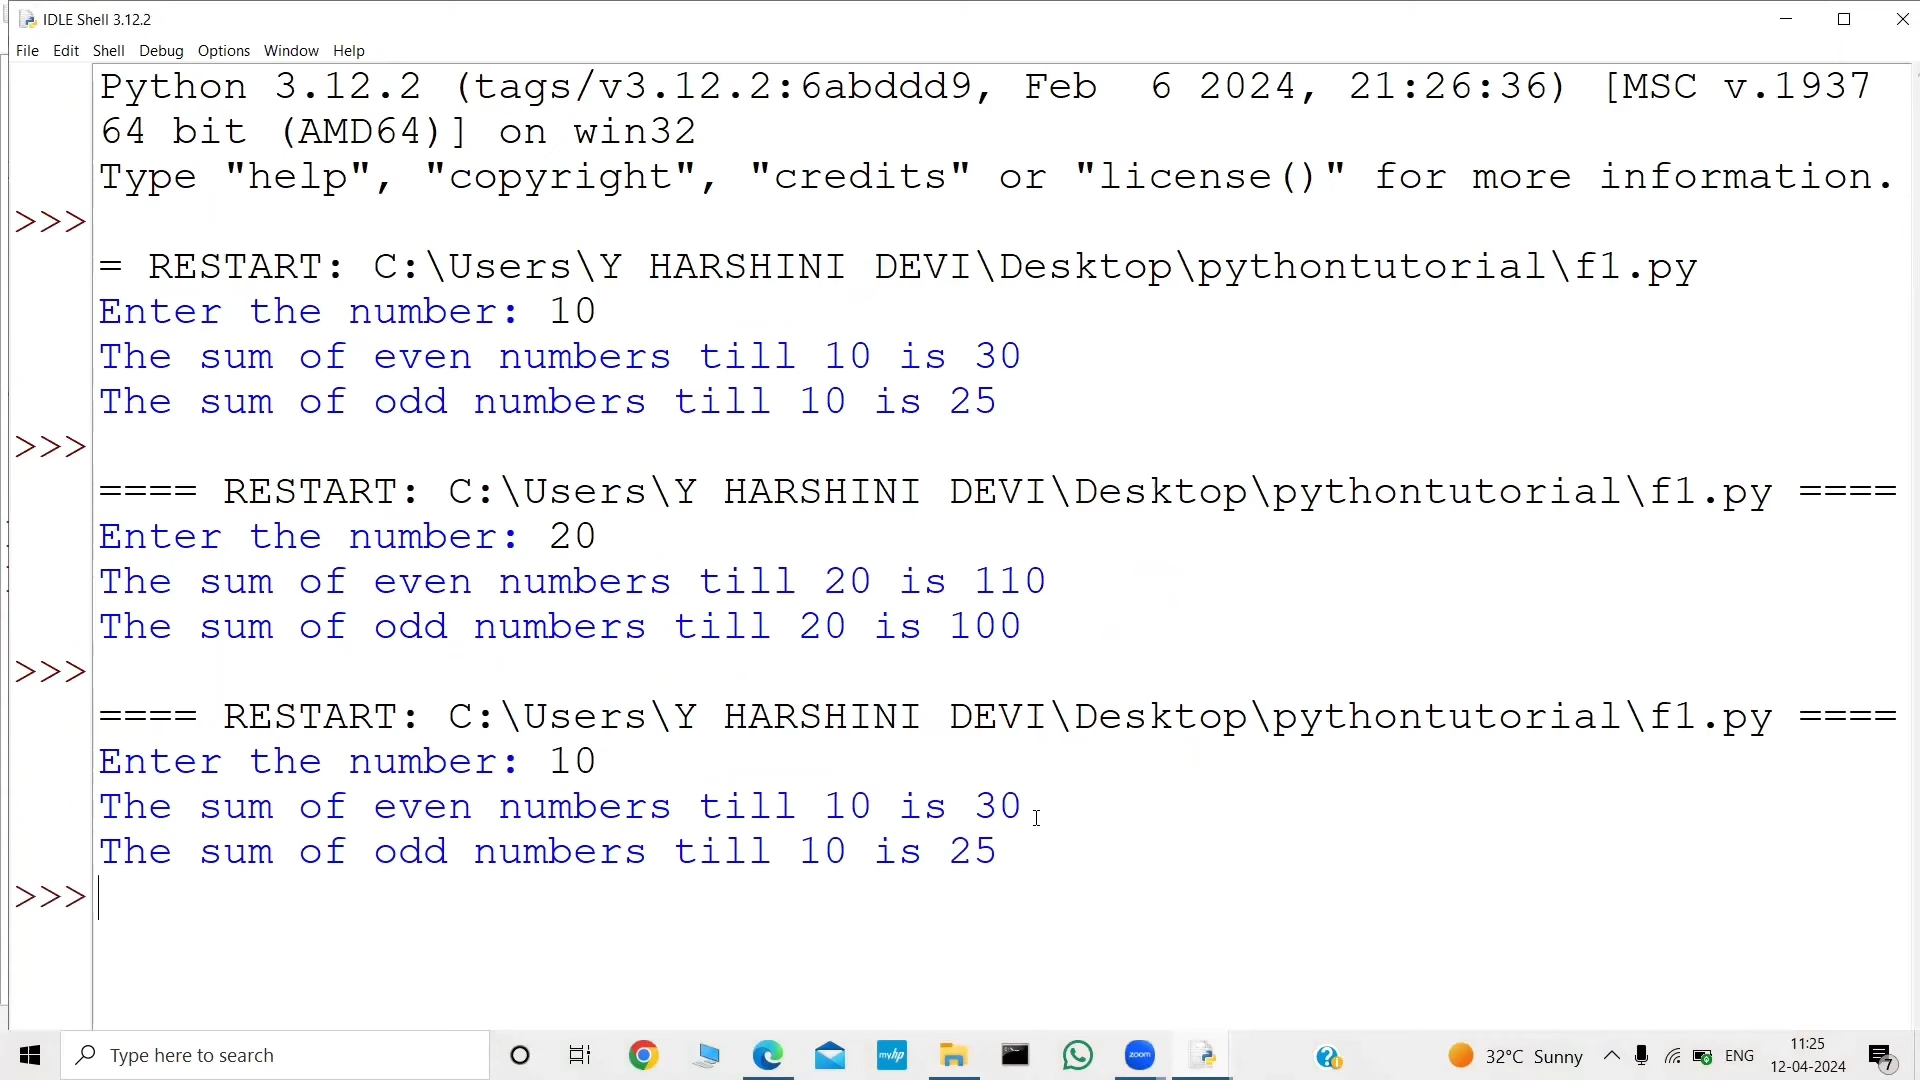 IDLE Shell 3.12.2
File Edit Shell Debug Options Window Help
Python 3.12.2 (tags/v3.12.2:6abddd9, Feb  6 2024, 21:26:36) [MSC v.1937
64 bit (AMD64)] on win32
Type "help", "copyright", "credits" or "license()" for more information.
>>>
= RESTART: C:\Users\Y HARSHINI DEVI\Desktop\pythontutorial\f1.py
Enter the number: 10
The sum of even numbers till 10 is 30
The sum of odd numbers till 10 is 25
>>>
==== RESTART: C:\Users\Y HARSHINI DEVI\Desktop\pythontutorial\f1.py ====
Enter the number: 20
The sum of even numbers till 20 is 110
The sum of odd numbers till 20 is 100
>>>
==== RESTART: C:\Users\Y HARSHINI DEVI\Desktop\pythontutorial\f1.py ====
Enter the number: 10
The sum of even numbers till 10 is 30
The sum of odd numbers till 10 is 25
>>>
Type here to search
myhp
zoom
32°C Sunny
ENG
11:25
12-04-2024
7